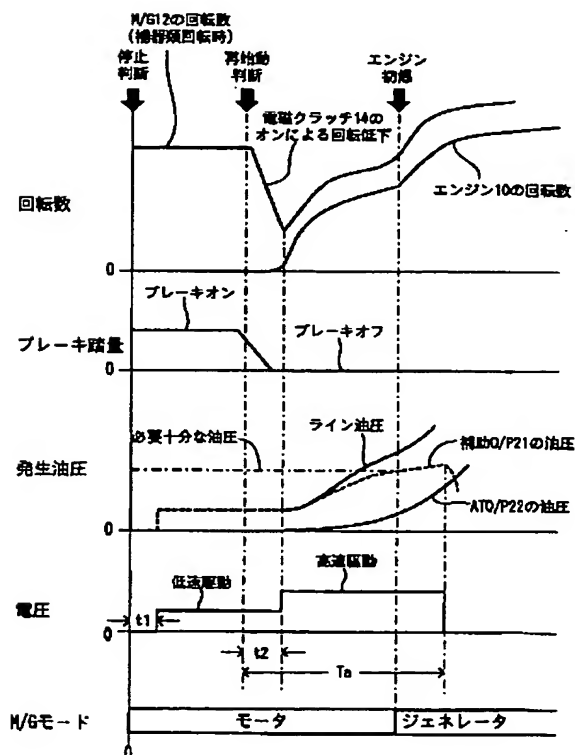 M/G12の回転数
(補器類回転時)
停止
判断
再始動
判断
エンジン
初爆
電磁クラッチ14の
オンによる回転低下
エンジン10の回転数
回転数
0
ブレーキオン
ブレーキオフ
ブレーキ踏量
0
必要十分な油圧
ライン油圧
補助O/P21の油圧
発生油圧
ATO/P22の油圧
0
高速駆動
低速駆動
電圧
0
t1
t2
Ta
M/Gモード
モータ
ジェネレータ
0